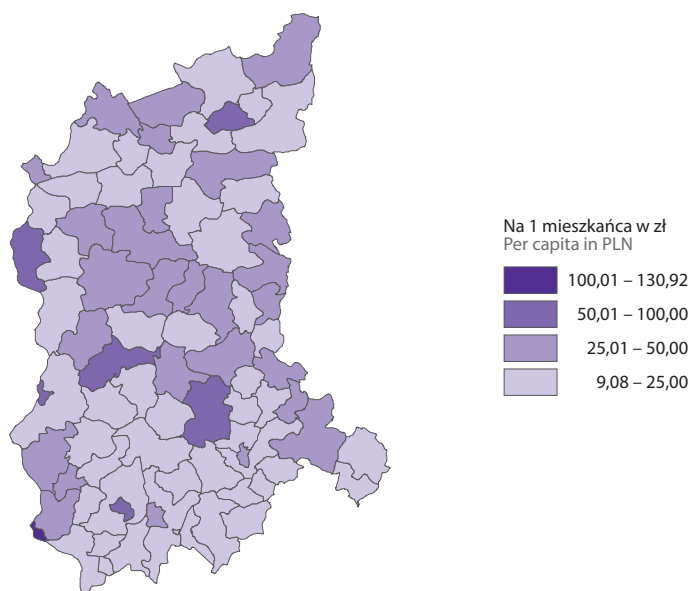 Na 1 mieszkańca w zł
Per capita in PLN
100,01 – 130,92
50,01 – 100,00
25,01 – 50,00
9,08 – 25,00